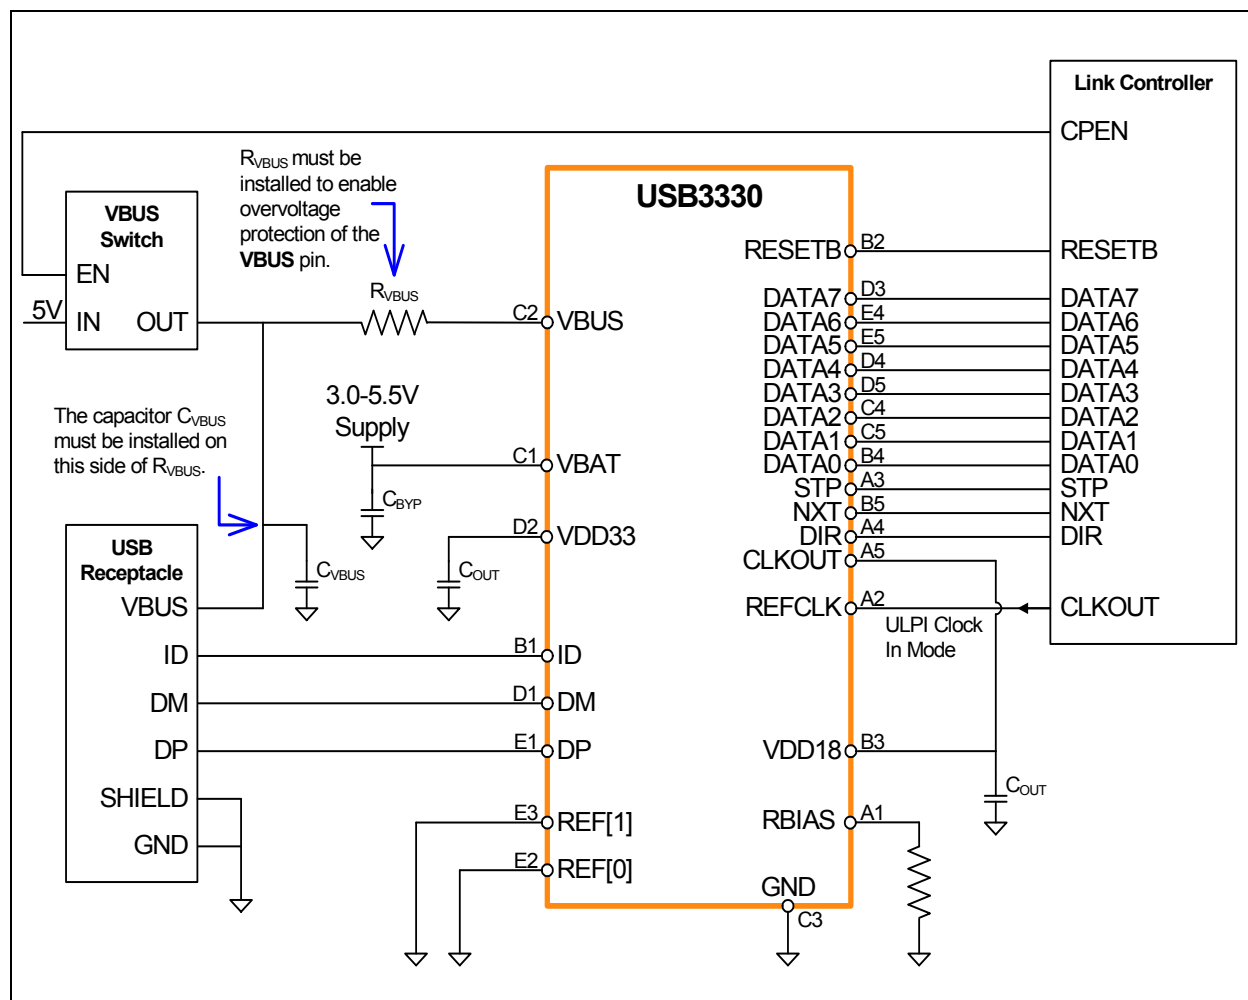 Link Controller
CPEN
RESETB
DATA7
DATA6
DATA5
DATA4
DATA3
DATA2
DATA1
DATA0
STP
NXT
DIR
CLKOUT
RVBUS must be
installed to enable
overvoltage
protection of the
VBUS pin.
VBUS
Switch
EN
5V
IN
OUT
RVBUS
The capacitor CVBUS
must be installed on
this side of RVBUS.
3.0-5.5V
Supply
CBYP
CVBUS
COUT
USB
Receptacle
VBUS
ID
DM
DP
SHIELD
GND
USB3330
C2
VBUS
C1
VBAT
D2
VDD33
B1
ID
D1
DM
E1
DP
E3
REF[1]
E2
REF[0]
RESETB
B2
DATA7
D3
DATA6
E4
DATA5
E5
DATA4
D4
DATA3
D5
DATA2
C4
DATA1
C5
DATA0
B4
STP
A3
NXT
B5
DIR
A4
CLKOUT
A5
REFCLK
A2
ULPI Clock
In Mode
VDD18
B3
COUT
RBIAS
A1
GND
C3